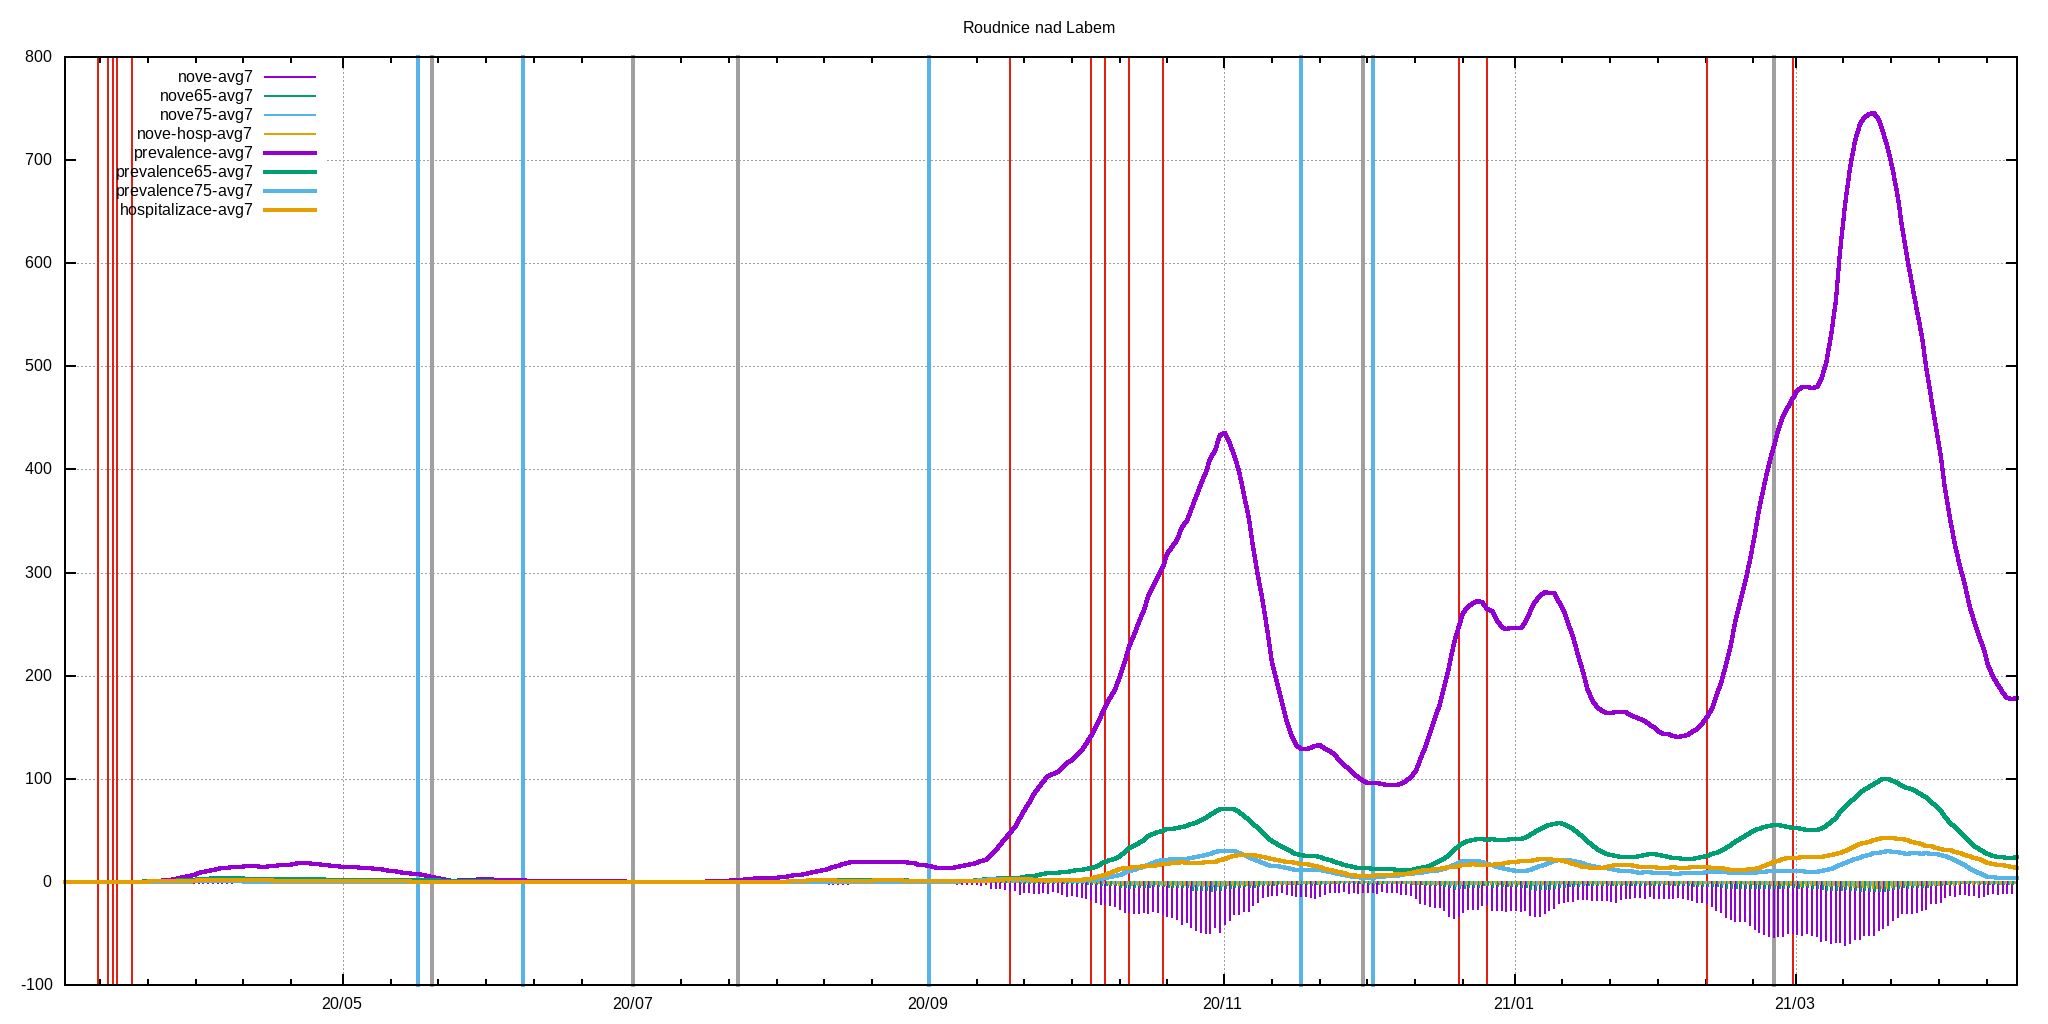 Roudnice nad Labem
800
700
600
500
400
300
200
100
0
-100
nove-avg7
nove65-avg7
nove75-avg7
nove-hosp-avg7
prevalence-avg7
prevalence65-avg7
prevalence75-avg7
hospitalizace-avg7
20/05 20/07 20/09 20/11 21/01 21/03